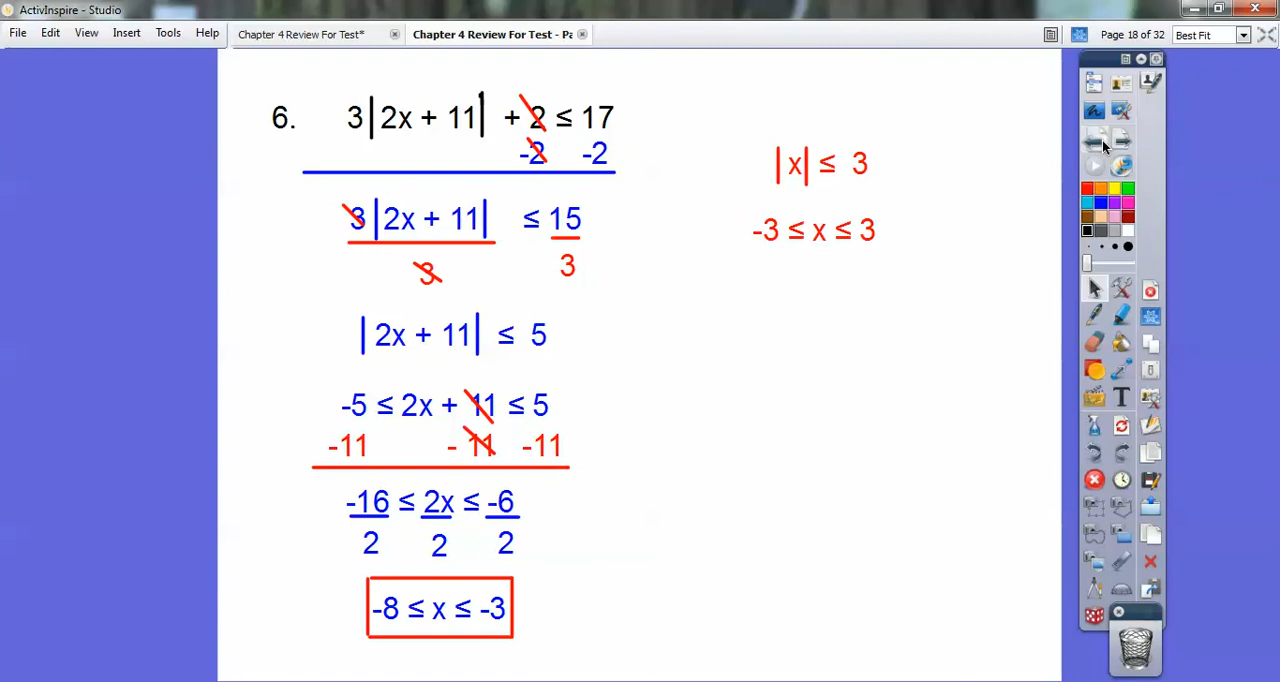 ActivInspire - Studio
File Edit View Insert Tools Help
Chapter 4 Review For Test* Chapter 4 Review For Test - Pa
Page 18 of 32 Best Fit
6. 3|2x + 11| + 2 ≤ 17
-2 -2
3|2x + 11| ≤ 15
3 3
|2x + 11| ≤ 5
-5 ≤ 2x + 11 ≤ 5
-11 - 11 -11
-16 ≤ 2x ≤ -6
2 2 2
-8 ≤ x ≤ -3
|x| ≤ 3
-3 ≤ x ≤ 3
T